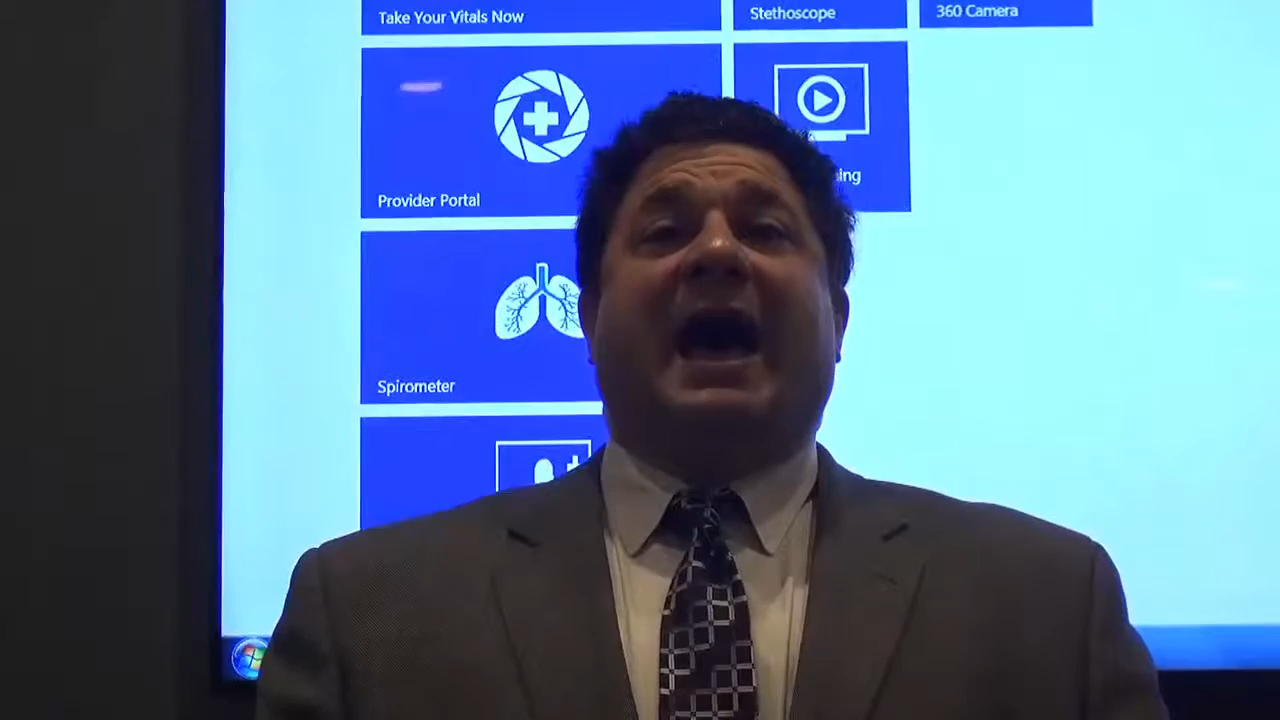 Take Your Vitals Now
Stethoscope
360 Camera
Provider Portal
Spirometer